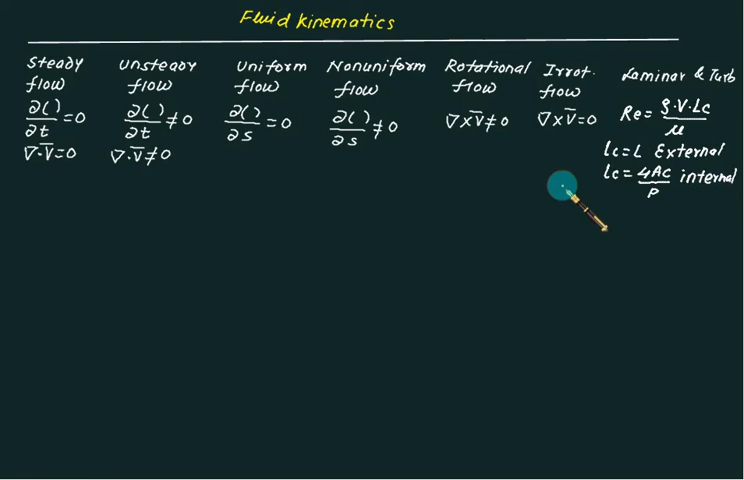 Fluid kinematics
Steady flow
∂( )/∂t = 0
∇·V̅ = 0
Unsteady flow
∂( )/∂t ≠ 0
∇·V̅ ≠ 0
Uniform flow
∂( )/∂s = 0
Nonuniform flow
∂( )/∂s ≠ 0
Rotational flow
∇×V̅ ≠ 0
Irrot. flow
∇×V̅ = 0
Laminar & Turb
Re = ρ·V·Lc/μ
Lc = L External
Lc = 4Ac/P internal